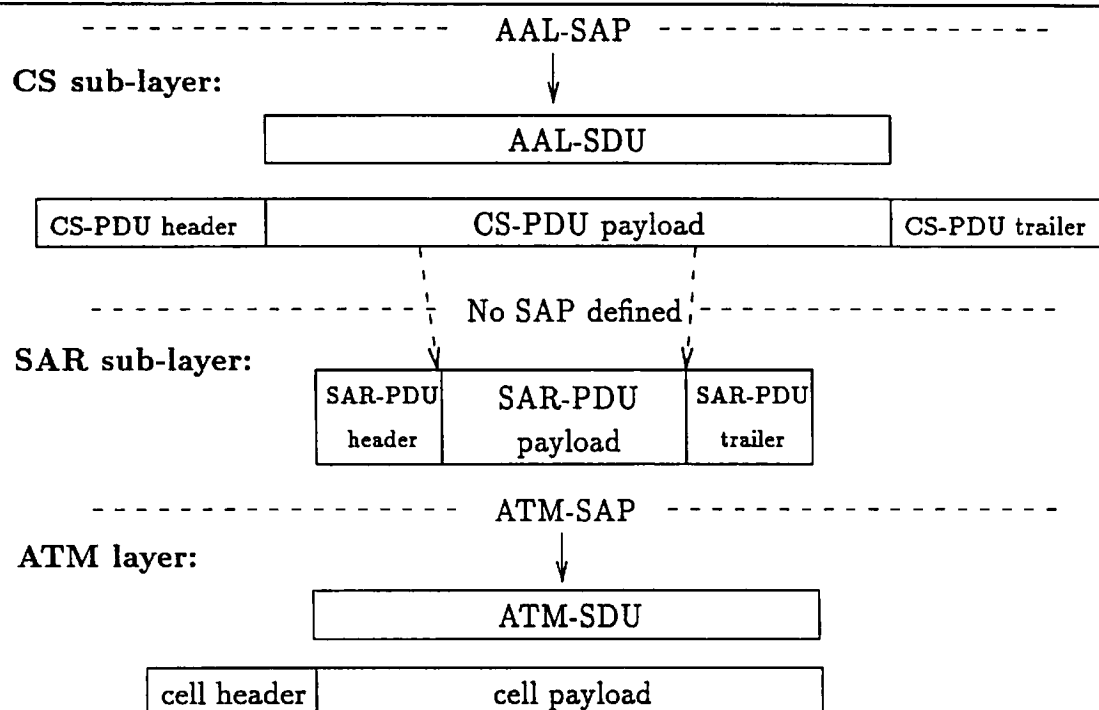 AAL-SAP
CS sub-layer:
AAL-SDU
CS-PDU header CS-PDU payload CS-PDU trailer
No SAP defined
SAR sub-layer:
SAR-PDU SAR-PDU SAR-PDU
header payload trailer
ATM-SAP
ATM layer:
ATM-SDU
cell header cell payload